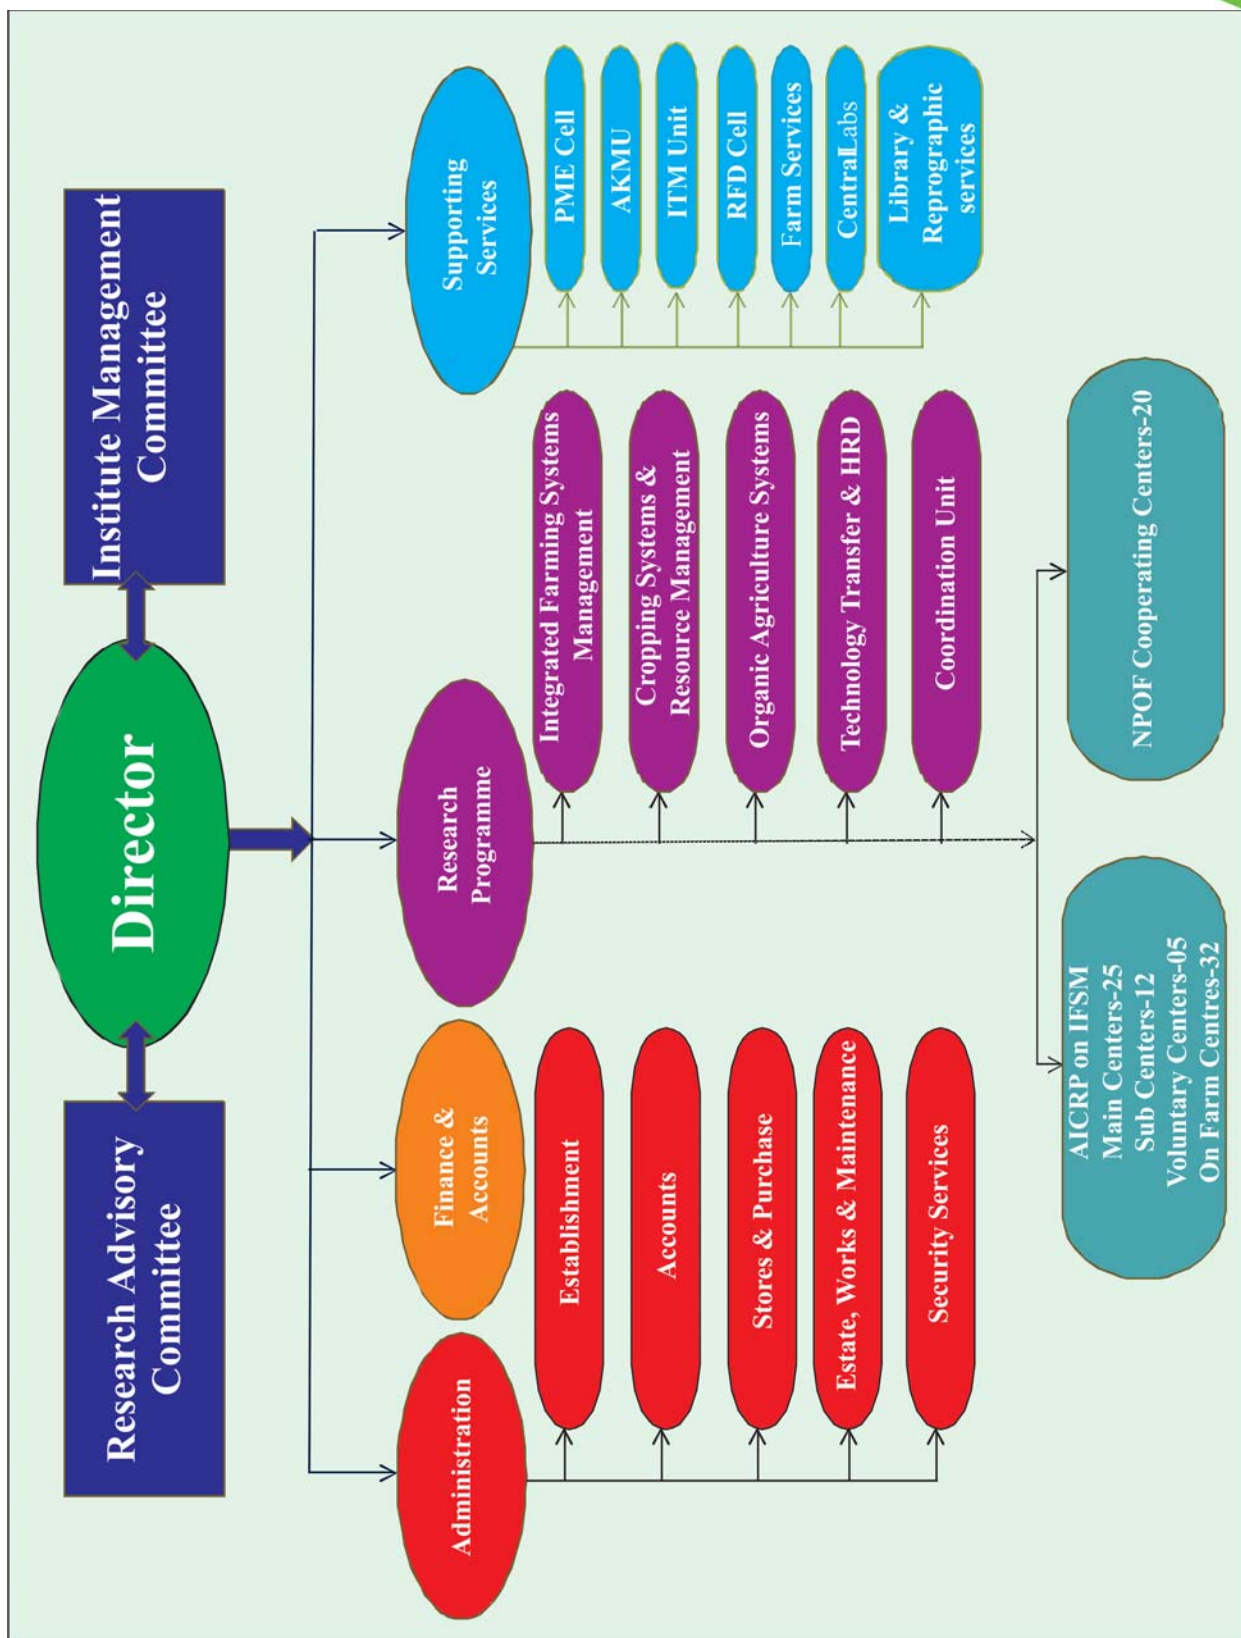 Research Advisory
Committee
Director
Institute Management
Committee
Administration
Finance &
Accounts
Research
Programme
Supporting
Services
Establishment
Accounts
Stores & Purchase
Estate, Works & Maintenance
Security Services
Integrated Farming Systems
Management
Cropping Systems &
Resource Management
Organic Agriculture Systems
Technology Transfer & HRD
Coordination Unit
PME Cell
AKMU
ITM Unit
RFD Cell
Farm Services
CentralLabs
Library &
Reprographic
services
AICRP on IFSM
Main Centers-25
Sub Centers-12
Voluntary Centers-05
On Farm Centres-32
NPOF Cooperating Centers-20